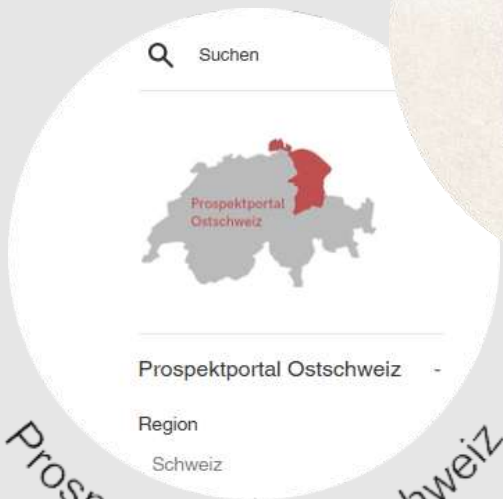 Suchen
Prospektportal
Ostschweiz
Prospektportal Ostschweiz -
Region
Schweiz